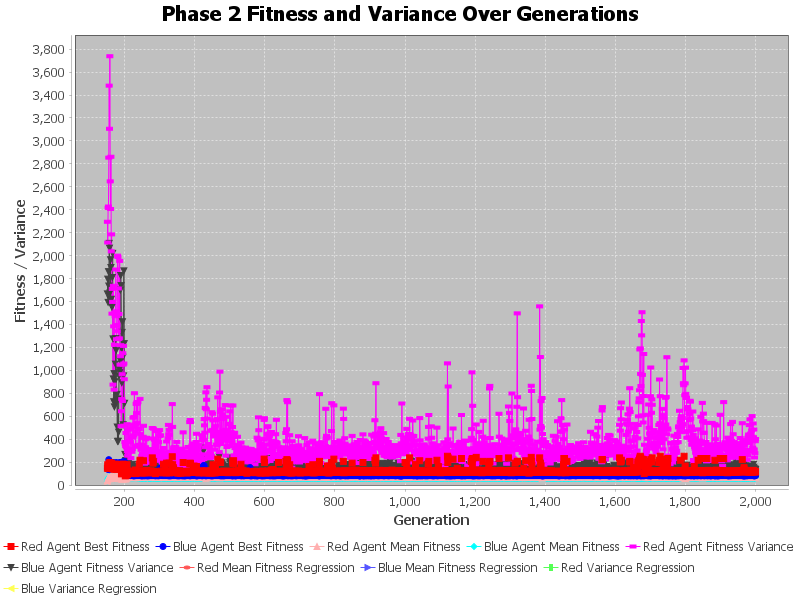 Phase 2 Fitness and Variance Over Generations
3,800
3,600
3,400
3,200
3,000
2,800
2,600
2,400
2,200
2,000
1,800
1,600
1,400
1,200
1,000
800
600
400
200
0
Fitness / Variance
200 400 600 800 1,000 1,200 1,400 1,600 1,800 2,000
Generation
Red Agent Best Fitness Blue Agent Best Fitness Red Agent Mean Fitness Blue Agent Mean Fitness Red Agent Fitness Variance
Blue Agent Fitness Variance Red Mean Fitness Regression Blue Mean Fitness Regression Red Variance Regression
Blue Variance Regression